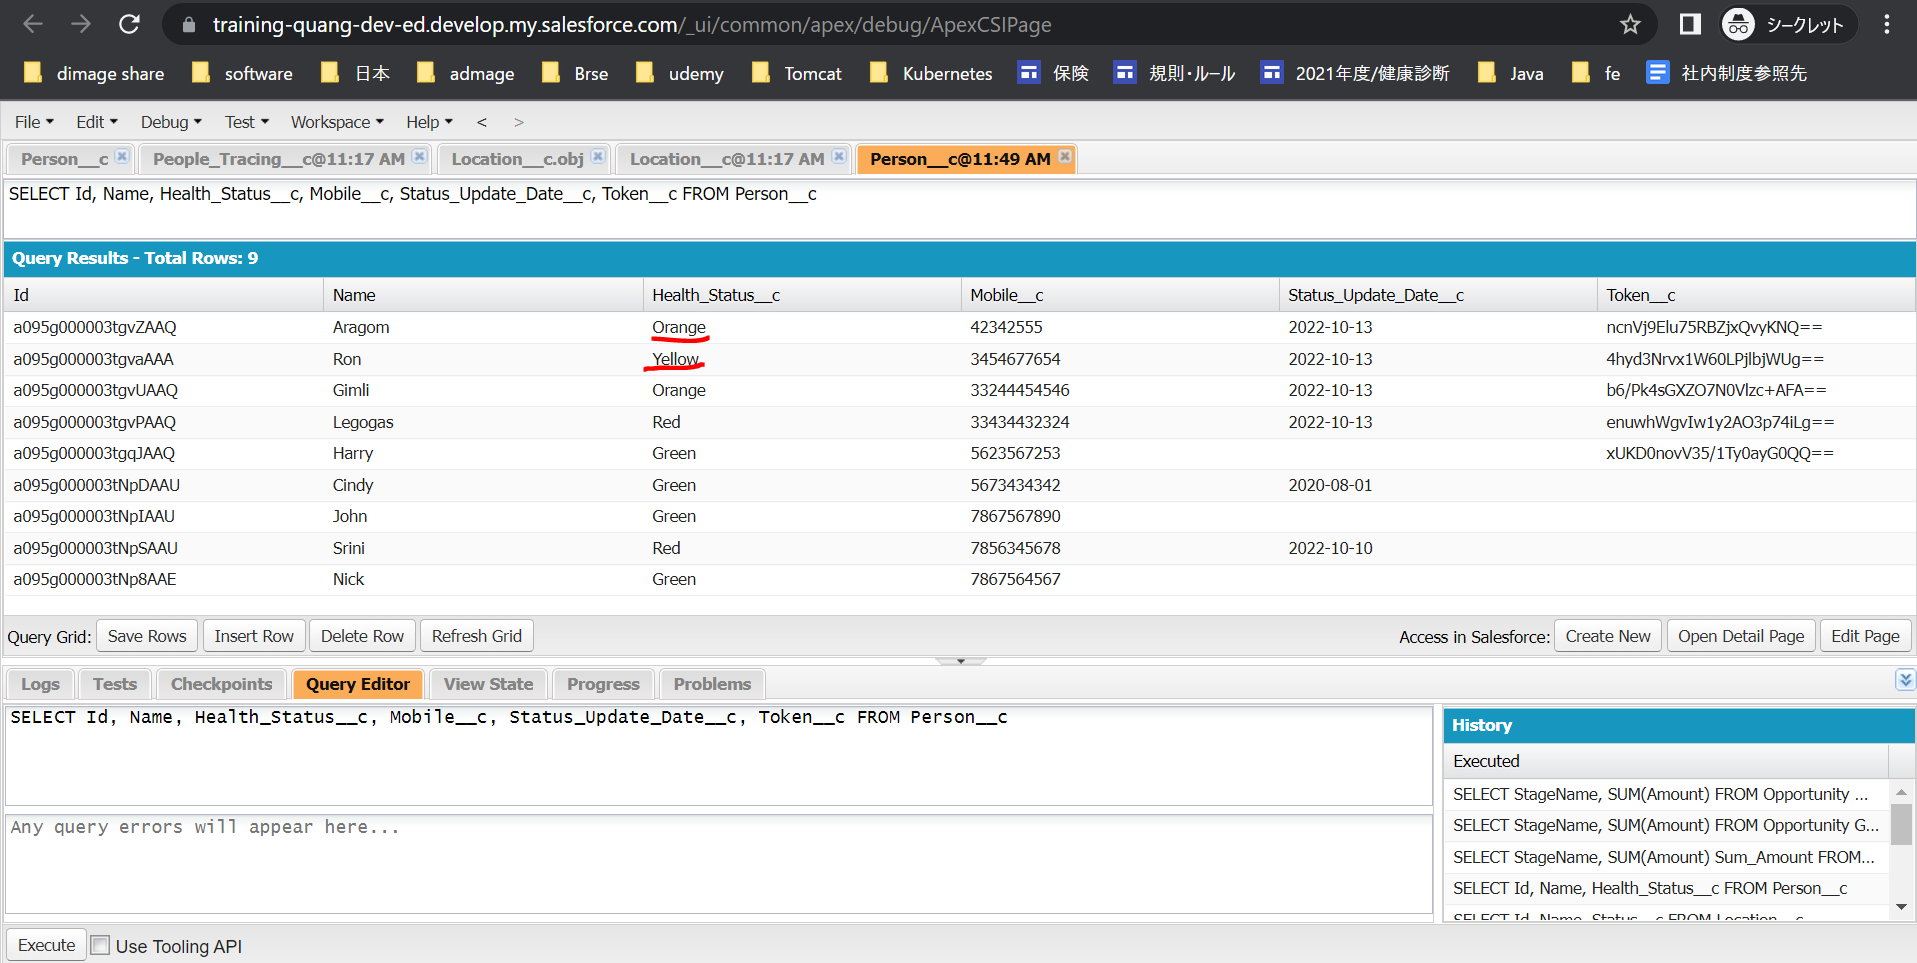 training-quang-dev-ed.develop.my.salesforce.com/_ui/common/apex/debug/ApexCSIPage シークレット
dimage share software 日本 admage Brse udemy Tomcat Kubernetes 保険 規則・ルール 2021年度/健康診断 Java fe 社内制度参照先
File Edit Debug Test Workspace Help < >
Person__c People_Tracing__c@11:17 AM Location__c.obj Location__c@11:17 AM Person__c@11:49 AM
SELECT Id, Name, Health_Status__c, Mobile__c, Status_Update_Date__c, Token__c FROM Person__c
Query Results - Total Rows: 9
Id Name Health_Status__c Mobile__c Status_Update_Date__c Token__c
a095g000003tgvZAAQ Aragom Orange 42342555 2022-10-13 ncnVj9Elu75RBZjxQvyKNQ==
a095g000003tgvaAAA Ron Yellow 3454677654 2022-10-13 4hyd3Nrvx1W60LPjlbjWUg==
a095g000003tgvUAAQ Gimli Orange 33244454546 2022-10-13 b6/Pk4sGXZO7N0Vlzc+AFA==
a095g000003tgvPAAQ Legogas Red 33434432324 2022-10-13 enuwhWgvIw1y2AO3p74iLg==
a095g000003tgqJAAQ Harry Green 5623567253 xUKD0novV35/1Ty0ayG0QQ==
a095g000003tNpDAAU Cindy Green 5673434342 2020-08-01
a095g000003tNpIAAU John Green 7867567890
a095g000003tNpSAAU Srini Red 7856345678 2022-10-10
a095g000003tNp8AAE Nick Green 7867564567
Query Grid: Save Rows Insert Row Delete Row Refresh Grid Access in Salesforce: Create New Open Detail Page Edit Page
Logs Tests Checkpoints Query Editor View State Progress Problems
SELECT Id, Name, Health_Status__c, Mobile__c, Status_Update_Date__c, Token__c FROM Person__c
Any query errors will appear here...
History
Executed
SELECT StageName, SUM(Amount) FROM Opportunity ...
SELECT StageName, SUM(Amount) FROM Opportunity G...
SELECT StageName, SUM(Amount) Sum_Amount FROM...
SELECT Id, Name, Health_Status__c FROM Person__c
SELECT Id, Name, Status__c FROM Location__c
Execute Use Tooling API